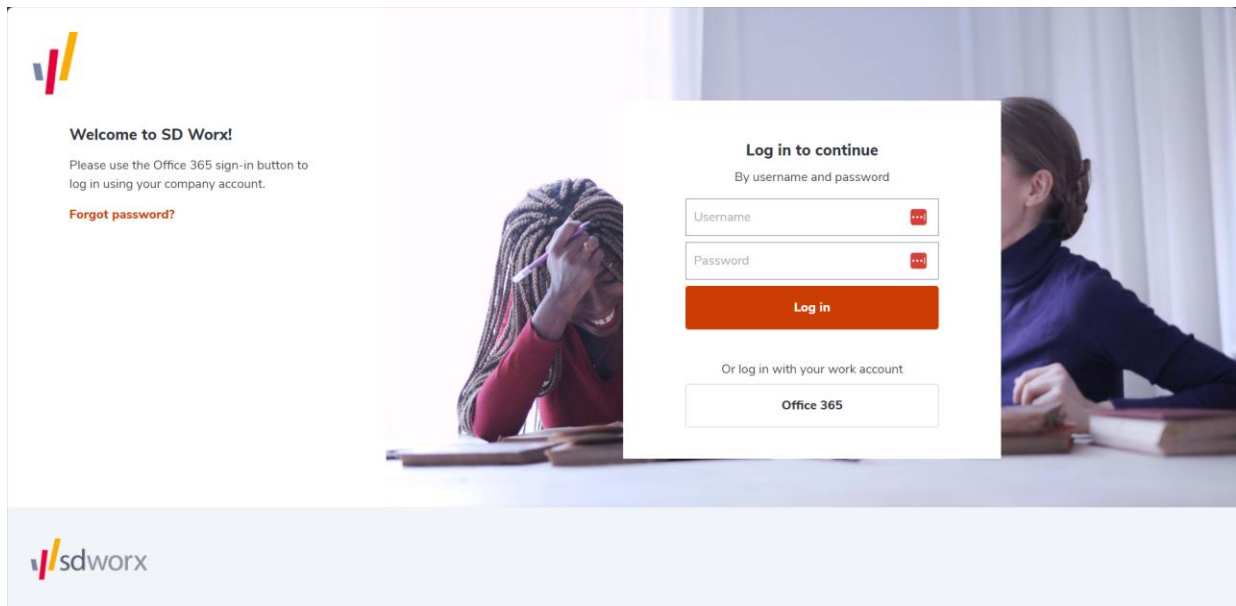 Welcome to SD Worx!
Please use the Office 365 sign-in button to
log in using your company account.
Forgot password?
Log in to continue
By username and password
Username
Password
Log in
Or log in with your work account
Office 365
sdworx